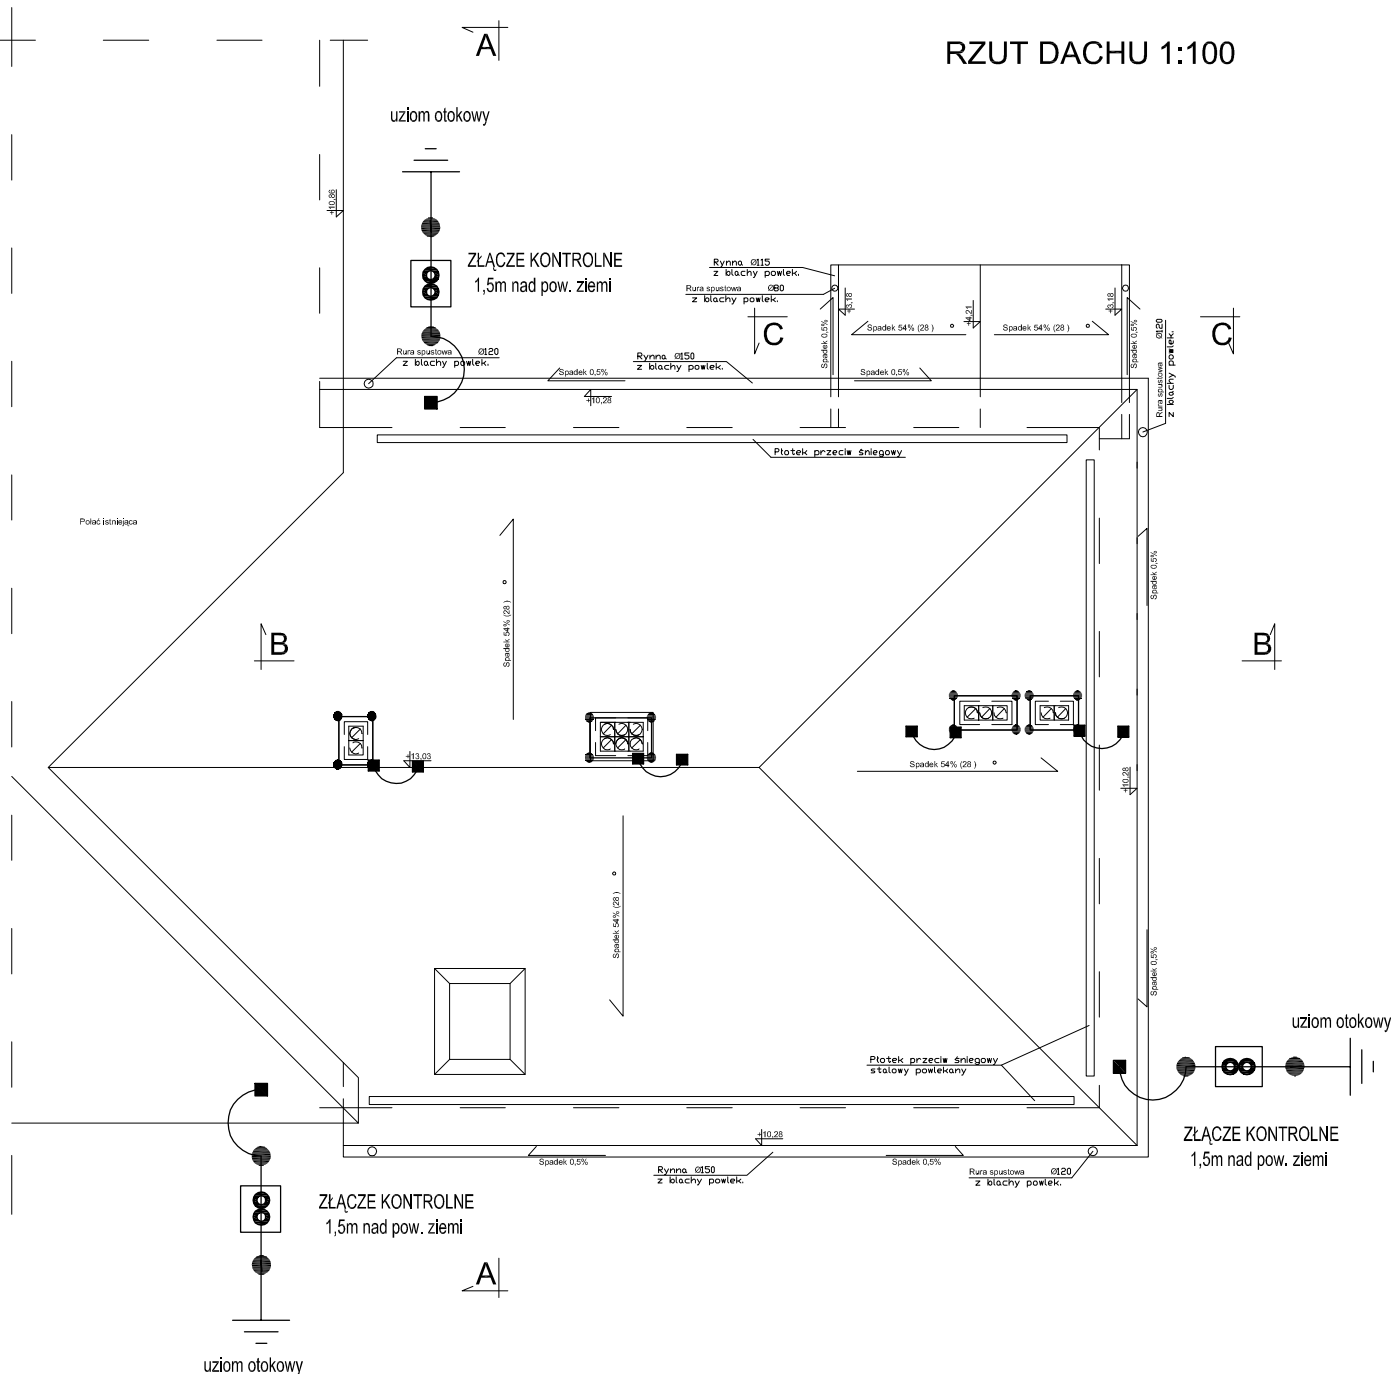 A
RZUT DACHU 1:100
uziom otokowy
+10,86
ZŁĄCZE KONTROLNE
1,5m nad pow. ziemi
Rynna Ø115
z blachy powlek.
Rura spustowa Ø80
z blachy powlek.
+3,18
+4,21
+3,18
C
Spadek 0,5%
Spadek 54% (28 )°
Spadek 54% (28 )°
Spadek 0,5%
C
Rura spustowa Ø120
z blachy powlek.
Rura spustowa Ø120
z blachy powlek.
Rynna Ø150
z blachy powlek.
Spadek 0,5%
Spadek 0,5%
+10,28
Płotek przeciw śniegowy
Połać istniejąca
Spadek 54% (28 )°
Spadek 0,5%
B
B
+13,03
Spadek 54% (28 )°
+10,28
Spadek 54% (28 )°
Spadek 0,5%
uziom otokowy
Płotek przeciw śniegowy
stalowy powlekany
ZŁĄCZE KONTROLNE
1,5m nad pow. ziemi
+10,28
Spadek 0,5%
Spadek 0,5%
Rynna Ø150
z blachy powlek.
Rura spustowa Ø120
z blachy powlek.
ZŁĄCZE KONTROLNE
1,5m nad pow. ziemi
A
uziom otokowy